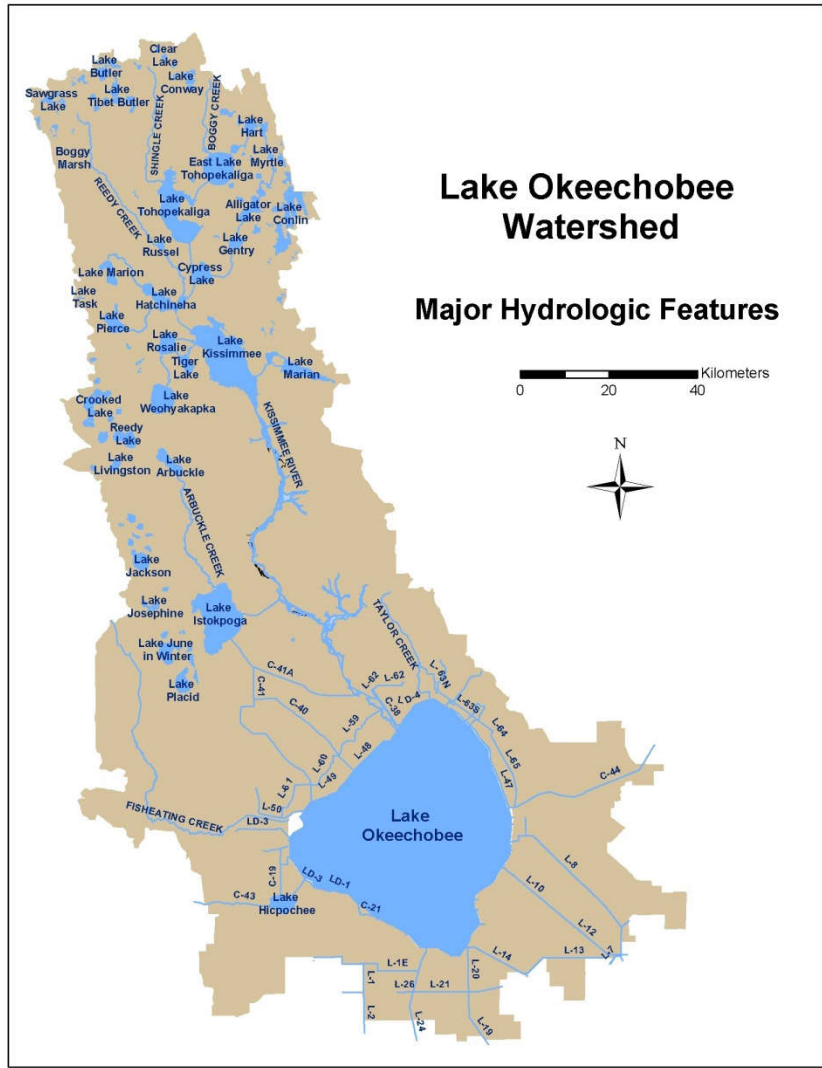 Clear
Lake
Lake
Butler
Lake
Conway
Lake
Tibet Butler
Sawgrass
Lake
SHINGLE CREEK
BOGGY CREEK
Lake
Hart
Boggy
Marsh
Lake
Myrtle
East Lake
Tohopekaliga
REEDY CREEK
Lake
Tohopekaliga
Alligator
Lake
Lake
Conlin
Lake Okeechobee
Watershed
Lake
Russel
Lake
Gentry
Lake Marion
Cypress
Lake
Lake
Task
Lake
Hatchineha
Major Hydrologic Features
Lake
Pierce
Lake
Rosalie
Lake
Kissimmee
Tiger
Lake
Lake
Marian
Kilometers
0 20 40
Crooked
Lake
Lake
Weohyakapka
KISSIMMEE RIVER
Reedy
Lake
Lake
Livingston
Lake
Arbuckle
N
ARBUCKLE CREEK
Lake
Jackson
Lake
Josephine
Lake
Istokpoga
TAYLOR CREEK
Lake June
in Winter
Lake
Placid
C-41A
C-41
C-40
L-62
L-62
L-63N
LD-4
C-38
L-63S
L-59
L-64
L-48
L-60
L-65
L-49
L-61
L-47
C-44
L-50
FISHEATING CREEK
LD-3
Lake
Okeechobee
C-19
LD-3
LD-1
L-8
L-10
C-43
Lake
Hicpochee
C-21
L-12
L-7
L-14
L-13
L-1E
L-20
L-1
L-26
L-21
L-2
L-24
L-19